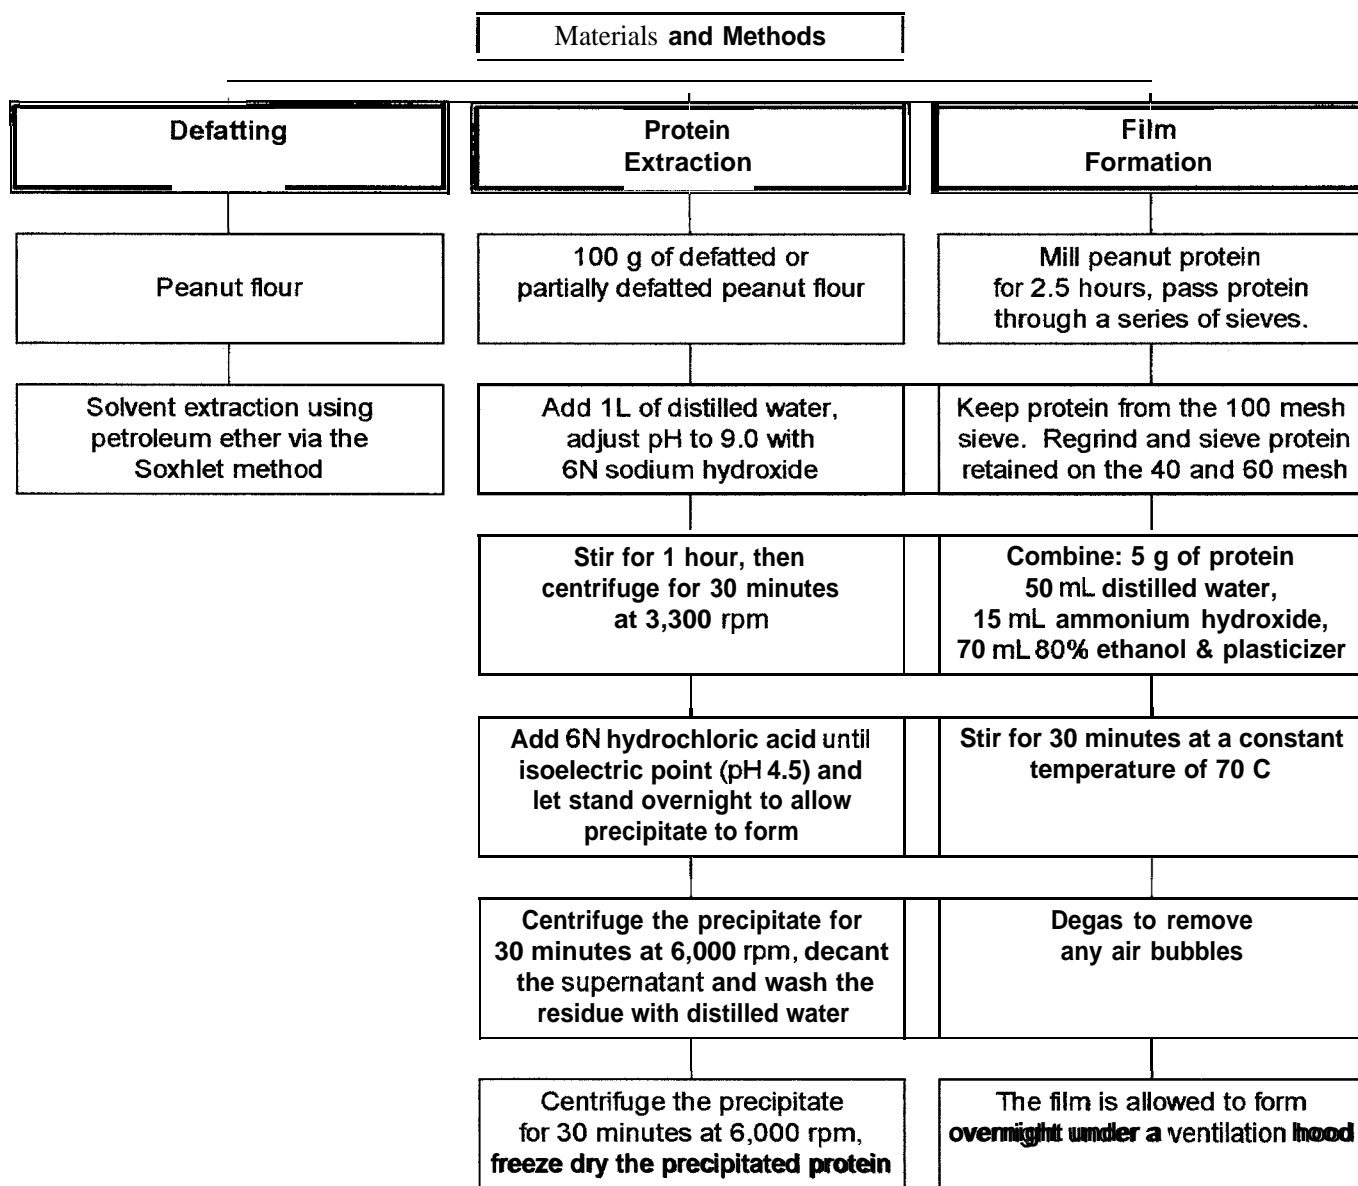 Materials and Methods
Defatting
Peanut flour
Solvent extraction using
petroleum ether via the
Soxhlet method
Protein
Extraction
100 g of defatted or
partially defatted peanut flour
Add 1L of distilled water,
adjust pH to 9.0 with
6N sodium hydroxide
Stir for 1 hour, then
centrifuge for 30 minutes
at 3,300 rpm
Add 6N hydrochloric acid until
isoelectric point (pH 4.5) and
let stand overnight to allow
precipitate to form
Centrifuge the precipitate for
30 minutes at 6,000 rpm, decant
the supernatant and wash the
residue with distilled water
Centrifuge the precipitate
for 30 minutes at 6,000 rpm,
freeze dry the precipitated protein
Film
Formation
Mill peanut protein
for 2.5 hours, pass protein
through a series of sieves.
Keep protein from the 100 mesh
sieve. Regrind and sieve protein
retained on the 40 and 60 mesh
Combine: 5 g of protein
50 mL distilled water,
15 mL ammonium hydroxide,
70 mL 80% ethanol & plasticizer
Stir for 30 minutes at a constant
temperature of 70 C
Degas to remove
any air bubbles
The film is allowed to form
overnight under a ventilation hood